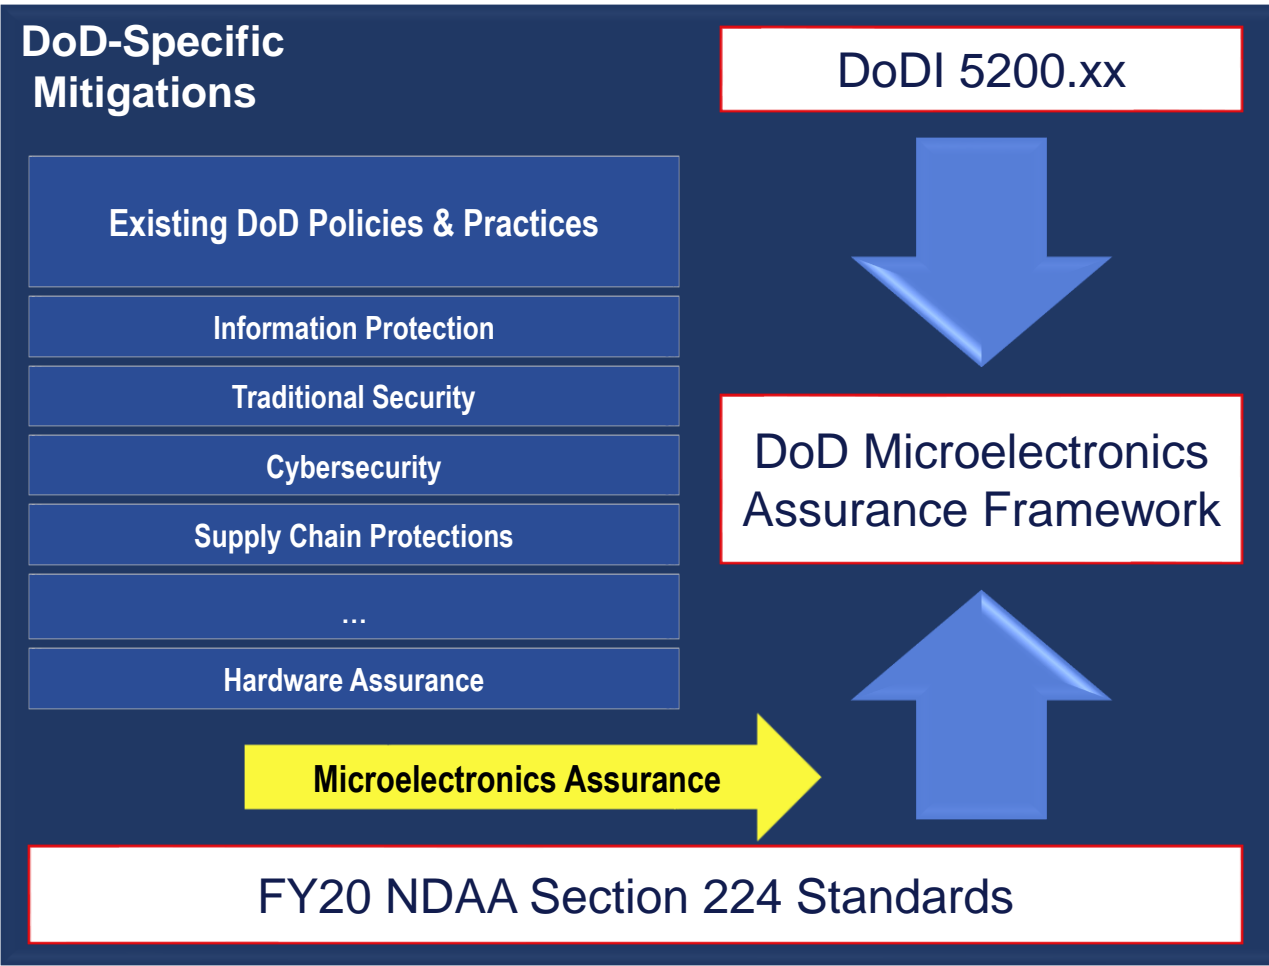 DoD-Specific
Mitigations
Existing DoD Policies & Practices
Information Protection
Traditional Security
Cybersecurity
Supply Chain Protections
...
Hardware Assurance
Microelectronics Assurance
DoDI 5200.xx
DoD Microelectronics
Assurance Framework
FY20 NDAA Section 224 Standards